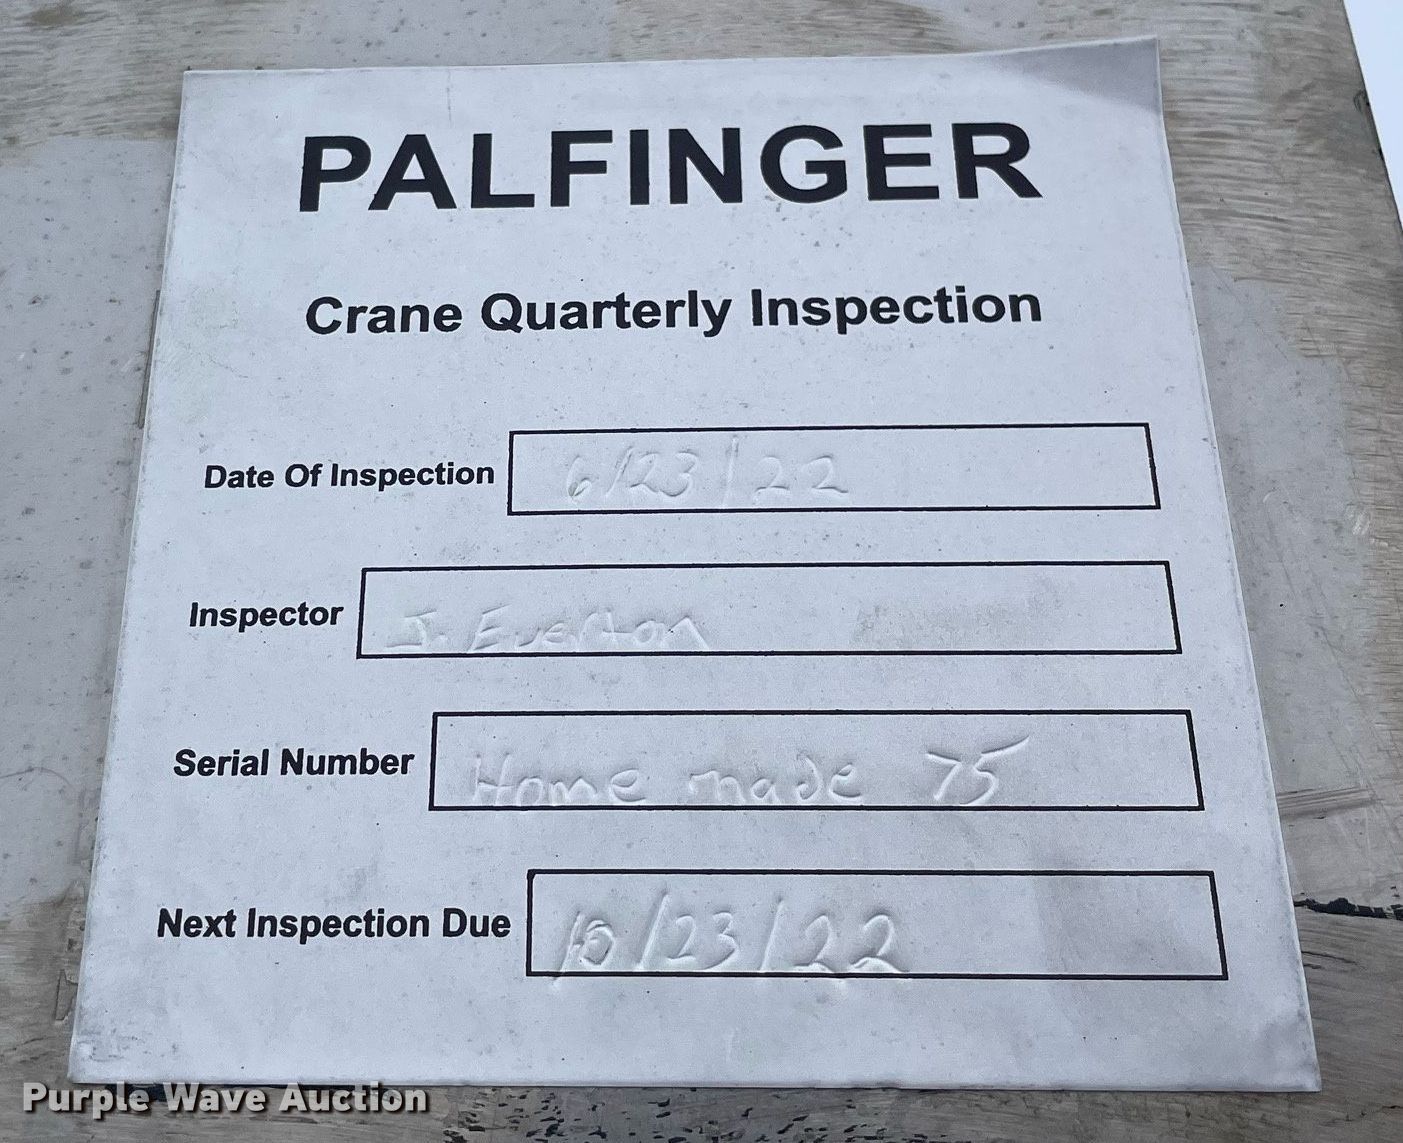 PALFINGER
Crane Quarterly Inspection
Date Of Inspection 6/23/22
Inspector J. Everton
Serial Number Home made 75
Next Inspection Due 10/23/22
Purple Wave Auction